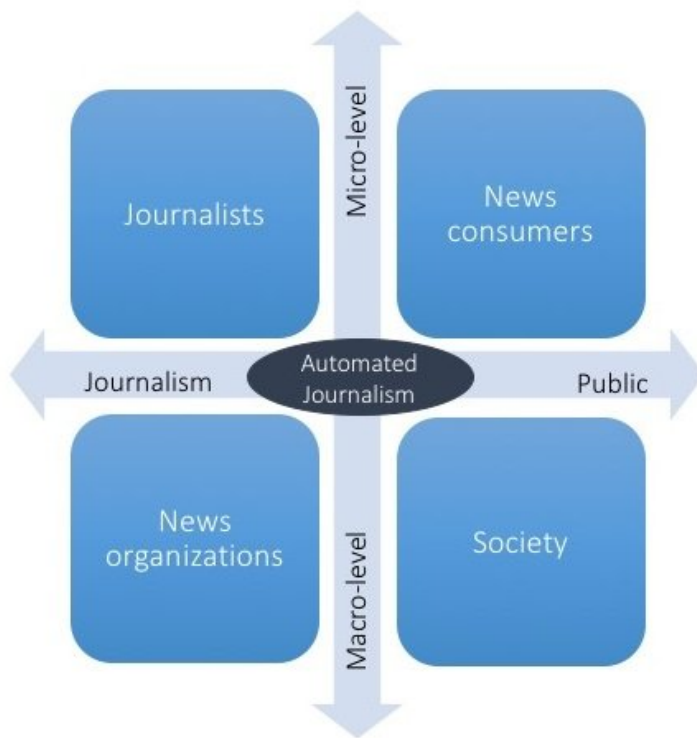 Micro-level
Journalists
News
consumers
Automated
Journalism
Journalism
Public
News
organizations
Society
Macro-level